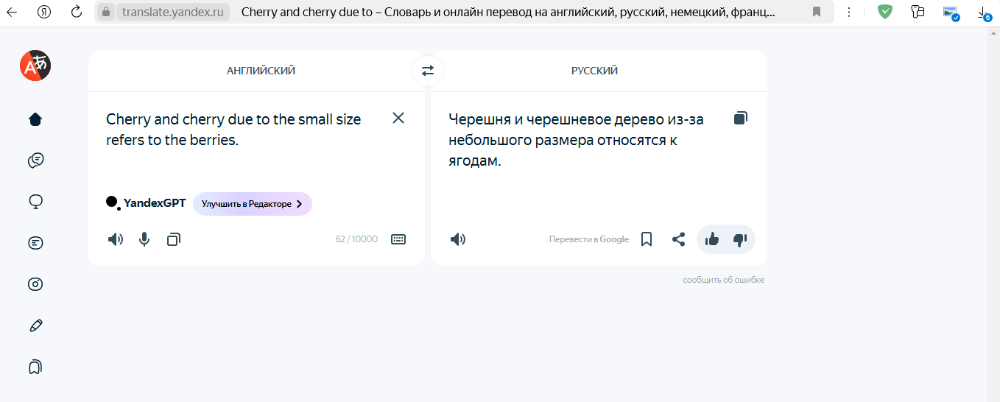 translate.yandex.ru Cherry and cherry due to – Словарь и онлайн перевод на английский, русский, немецкий, франц...
6
АНГЛИЙСКИЙ
РУССКИЙ
Cherry and cherry due to the small size
refers to the berries.
Черешня и черешневое дерево из-за
небольшого размера относятся к
ягодам.
YandexGPT Улучшить в Редакторе
62 / 10000
Перевести в Google
сообщить об ошибке